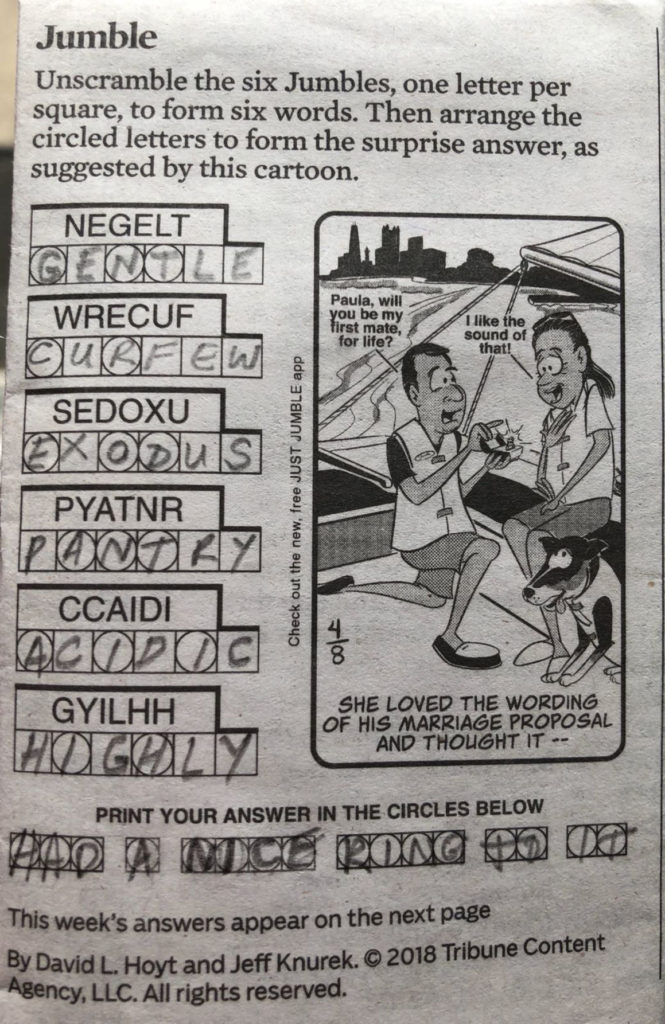 Jumble
Unscramble the six Jumbles, one letter per
square, to form six words. Then arrange the
circled letters to form the surprise answer, as
suggested by this cartoon.
NEGELT
GENTLE
WRECUF
CURFEW
SEDOXU
EXODUS
PYATNR
PANTRY
CCAIDI
ACIDIC
GYILHH
HIGHLY
Check out the new, free JUST JUMBLE app
Paula, will
you be my
first mate,
for life?
I like the
sound of
that!
4/8
SHE LOVED THE WORDING
OF HIS MARRIAGE PROPOSAL
AND THOUGHT IT --
PRINT YOUR ANSWER IN THE CIRCLES BELOW
HAD A NICE RING TO IT
This week's answers appear on the next page
By David L. Hoyt and Jeff Knurek. © 2018 Tribune Content
Agency, LLC. All rights reserved.